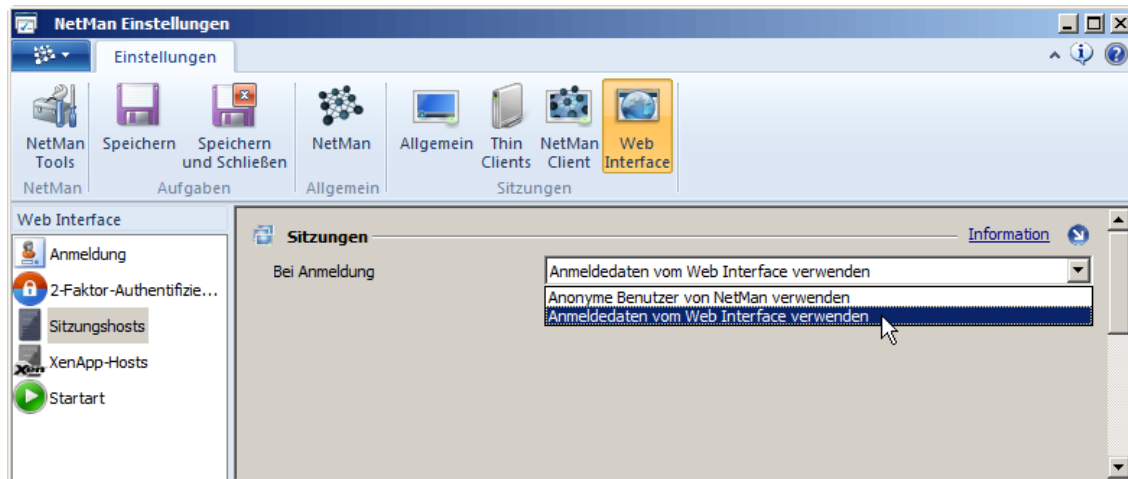 NetMan Einstellungen
Einstellungen
NetMan Tools
Speichern
Speichern und Schließen
NetMan
Allgemein
Thin Clients
NetMan Client
Web Interface
NetMan
Aufgaben
Allgemein
Sitzungen
Web Interface
Anmeldung
2-Faktor-Authentifizie...
Sitzungshosts
Xen
XenApp-Hosts
Startart
Sitzungen
Information
Bei Anmeldung
Anmeldedaten vom Web Interface verwenden
Anonyme Benutzer von NetMan verwenden
Anmeldedaten vom Web Interface verwenden